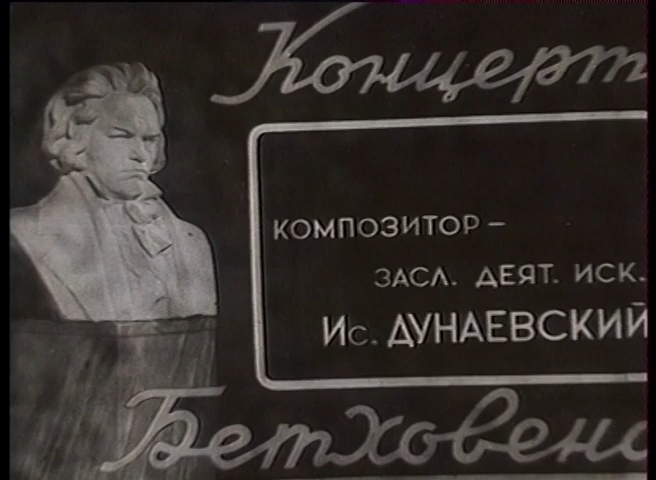 Концерт
КОМПОЗИТОР –
ЗАСЛ. ДЕЯТ. ИСК.
Ис. ДУНАЕВСКИЙ
Бетховена